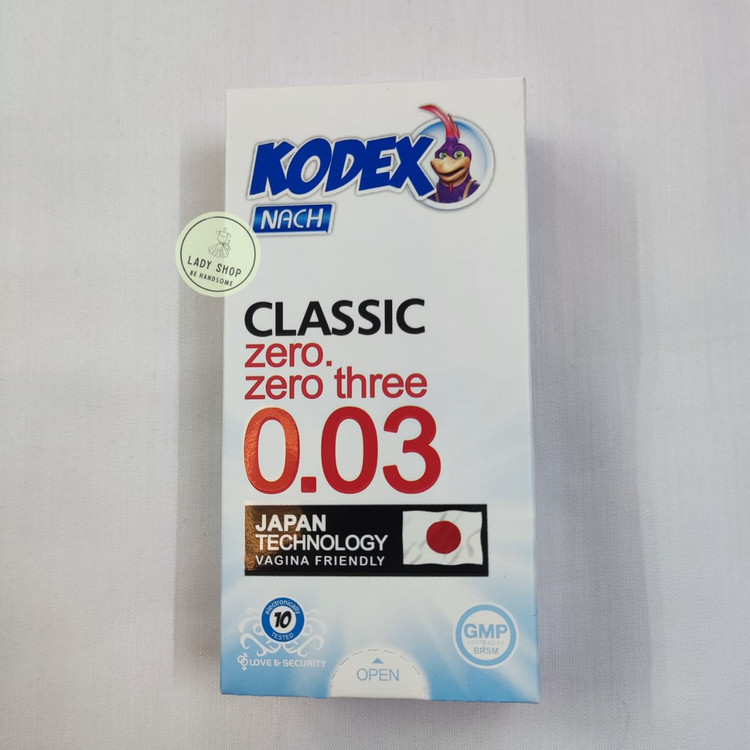 KODEX
NACH
LADY SHOP
BE HANDSOME
CLASSIC
zero.
zero three
0.03
JAPAN
TECHNOLOGY
VAGINA FRIENDLY
electronically
10
TESTED
LOVE & SECURITY
GMP
BRSM
OPEN